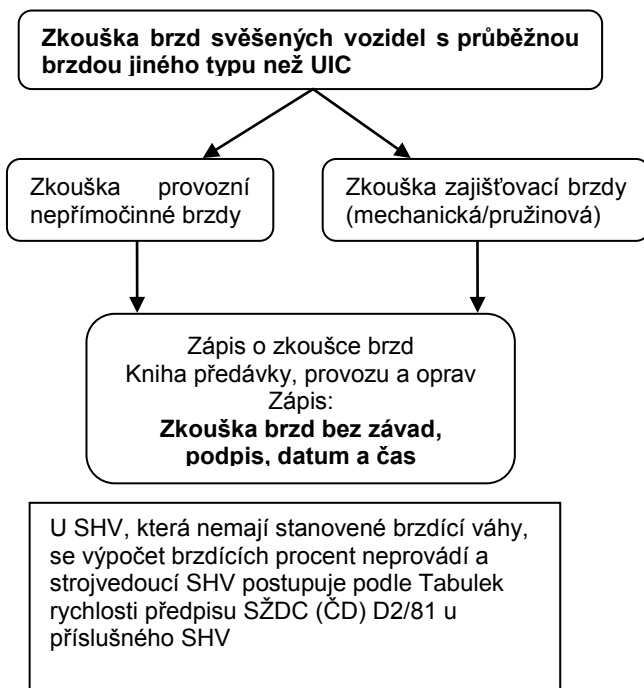 Zkouška brzd svěšených vozidel s průběžnou
brzdou jiného typu než UIC
Zkouška provozní
nepřímočinné brzdy
Zkouška zajišťovací brzdy
(mechanická/pružinová)
Zápis o zkoušce brzd
Kniha předávky, provozu a oprav
Zápis:
Zkouška brzd bez závad,
podpis, datum a čas
U SHV, která nemají stanovené brzdící váhy,
se výpočet brzdících procent neprovádí a
strojvedoucí SHV postupuje podle Tabulek
rychlosti předpisu SŽDC (ČD) D2/81 u
příslušného SHV